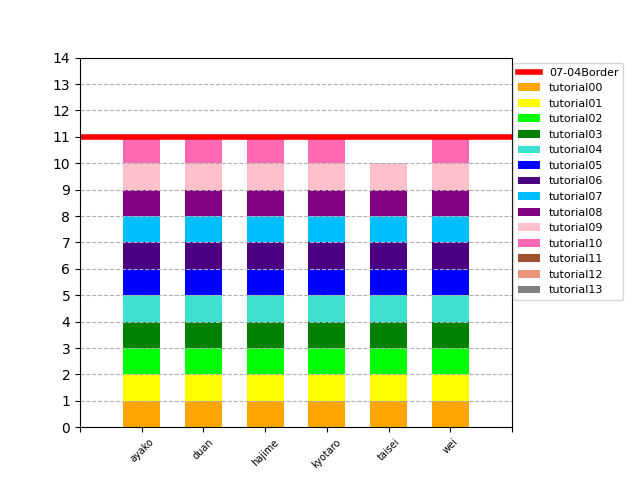 14
13
12
11
10
9
8
7
6
5
4
3
2
1
0
ayako
duan
hajime
kyotaro
taisei
wei
07-04Border
tutorial00
tutorial01
tutorial02
tutorial03
tutorial04
tutorial05
tutorial06
tutorial07
tutorial08
tutorial09
tutorial10
tutorial11
tutorial12
tutorial13